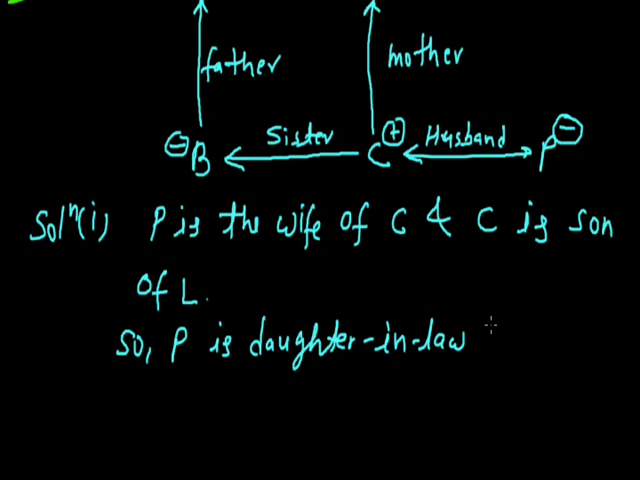 father mother
⊖ B Sister C ⊕ Husband P ⊖
Solⁿ(i) P is the wife of C & C is son
of L.
So, P is daughter-in-law